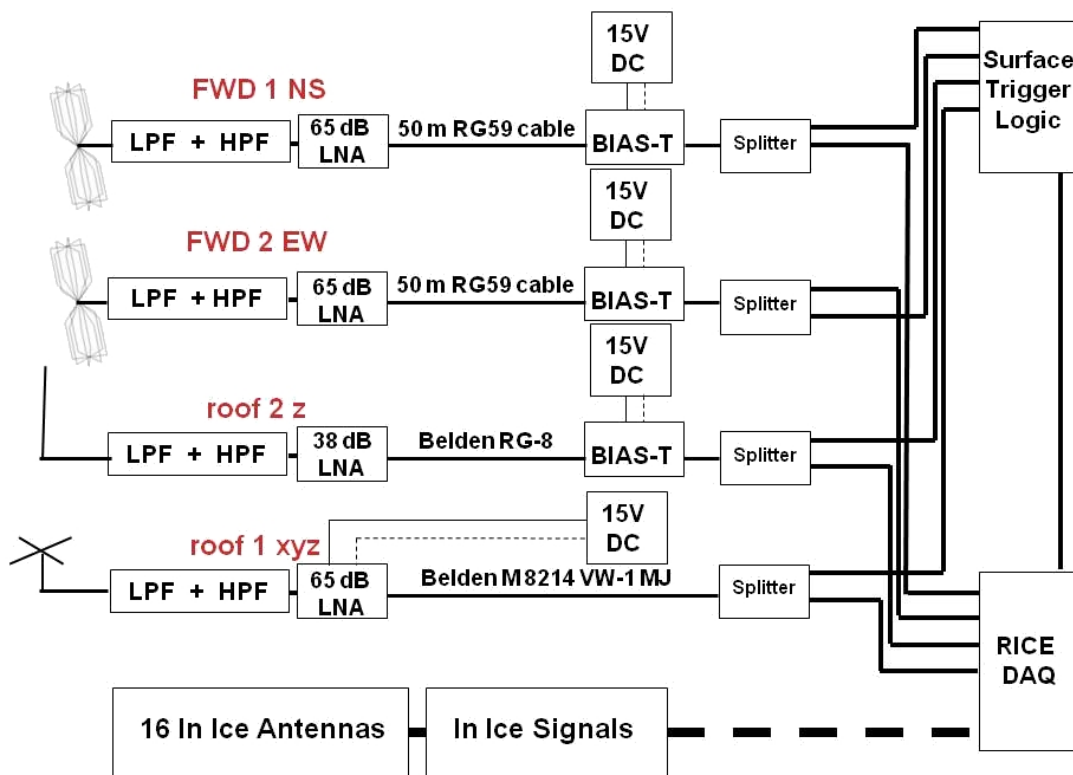 15V
DC
Surface
Trigger
Logic
FWD 1 NS
LPF + HPF
65 dB
LNA
50 m RG59 cable
BIAS-T
Splitter
15V
DC
FWD 2 EW
LPF +HPF
65 dB
LNA
50 m RG59 cable
BIAS-T
Splitter
15V
DC
roof 2 z
LPF + HPF
38 dB
LNA
Belden RG-8
BIAS-T
Splitter
15V
DC
roof 1 xyz
LPF + HPF
65 dB
LNA
Belden M8214 VW-1 MJ
Splitter
RICE
DAQ
16 In Ice Antennas
In Ice Signals